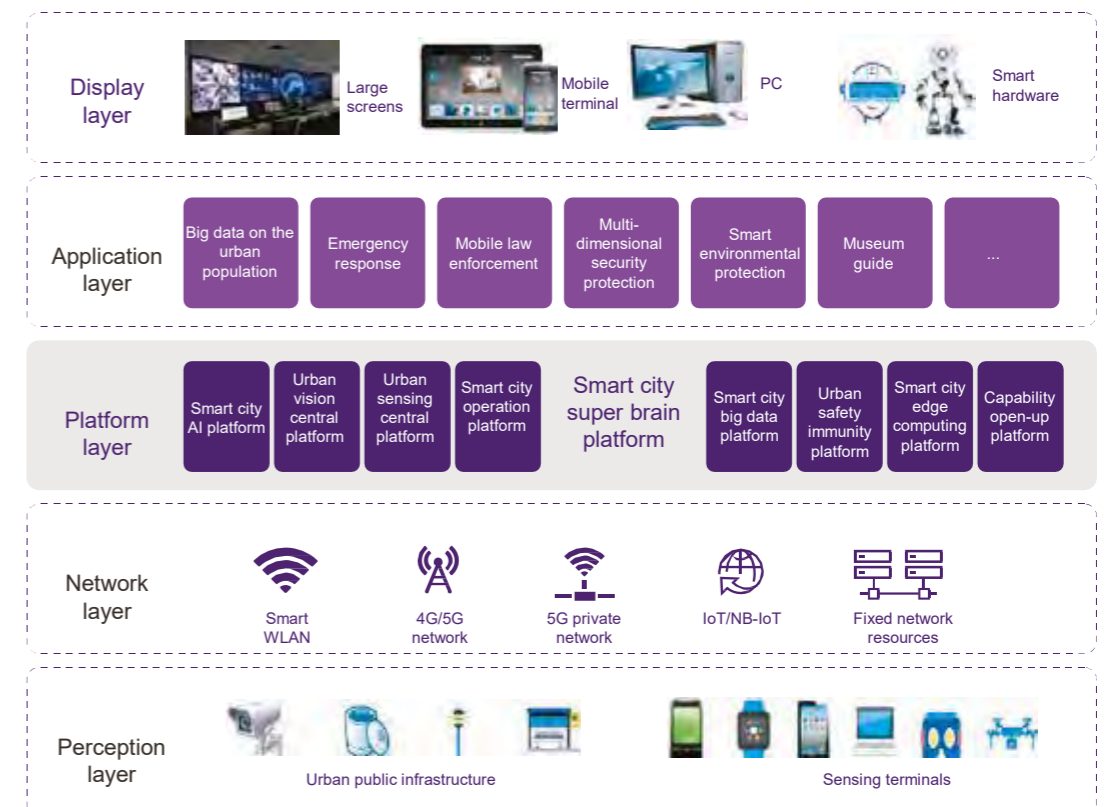 Display
layer
Large
screens
Mobile
terminal
PC
Smart
hardware
Application
layer
Big data on the
urban
population
Emergency
response
Mobile law
enforcement
Multi-
dimensional
security
protection
Smart
environmental
protection
Museum
guide
...
Platform
layer
Smart city
AI platform
Urban
vision
central
platform
Urban
sensing
central
platform
Smart city
operation
platform
Smart city
super brain
platform
Smart city
big data
platform
Urban
safety
immunity
platform
Smart city
edge
computing
platform
Capability
open-up
platform
Network
layer
Smart
WLAN
4G/5G
network
5G private
network
IoT/NB-IoT
Fixed network
resources
Perception
layer
Urban public infrastructure
Sensing terminals